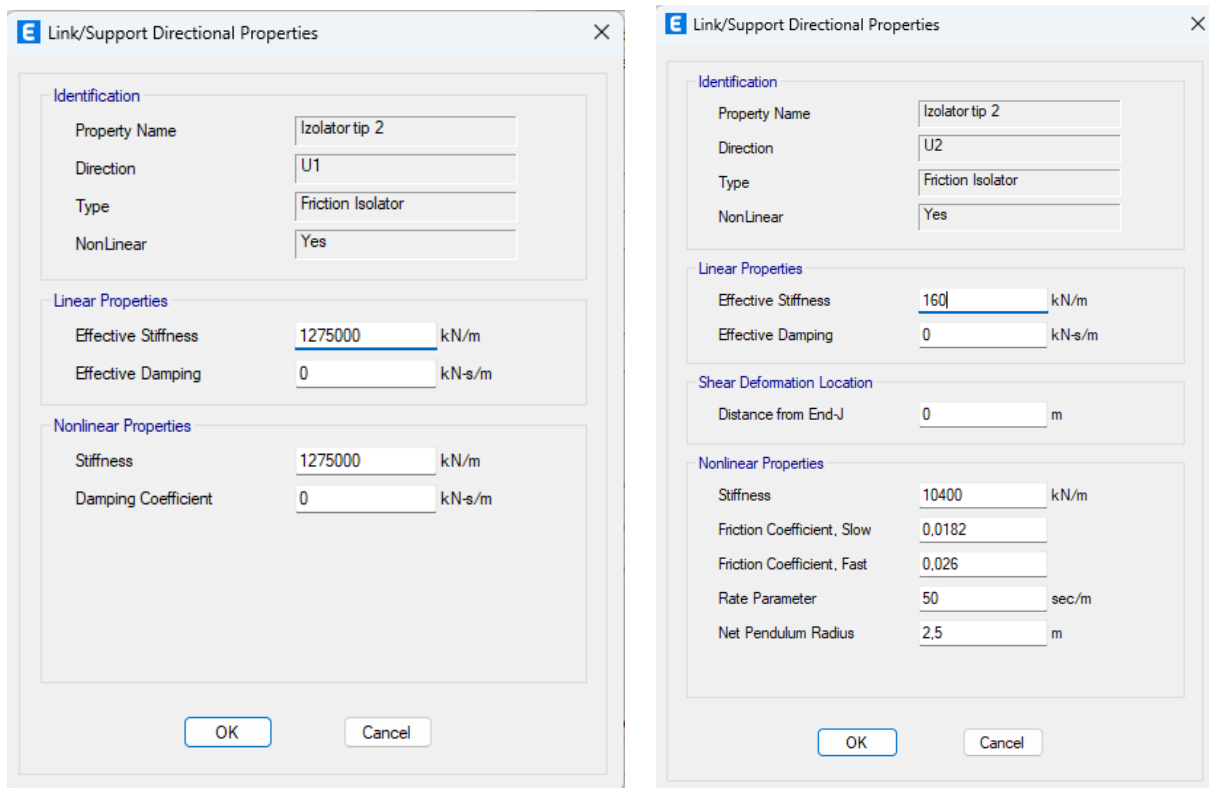 E Link/Support Directional Properties
Identification
Property Name Izolator tip 2
Direction U1
Type Friction Isolator
NonLinear Yes
Linear Properties
Effective Stiffness 1275000 kN/m
Effective Damping 0 kN-s/m
Nonlinear Properties
Stiffness 1275000 kN/m
Damping Coefficient 0 kN-s/m
OK Cancel
E Link/Support Directional Properties
Identification
Property Name Izolator tip 2
Direction U2
Type Friction Isolator
NonLinear Yes
Linear Properties
Effective Stiffness 160 kN/m
Effective Damping 0 kN-s/m
Shear Deformation Location
Distance from End-J 0 m
Nonlinear Properties
Stiffness 10400 kN/m
Friction Coefficient, Slow 0,0182
Friction Coefficient, Fast 0,026
Rate Parameter 50 sec/m
Net Pendulum Radius 2,5 m
OK Cancel